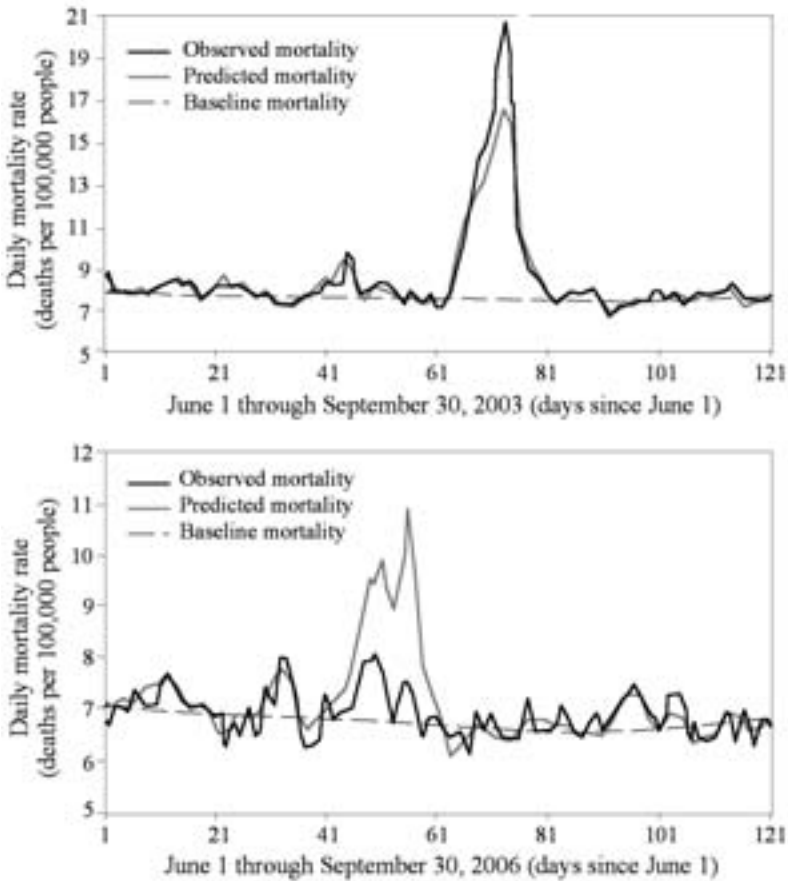 21
19
17
15
13
11
9
7
5
Daily mortality rate
(deaths per 100,000 people)
Observed mortality
Predicted mortality
Baseline mortality
1 21 41 61 81 101 121
June 1 through September 30, 2003 (days since June 1)
12
11
10
9
8
7
6
5
Daily mortality rate
(deaths per 100,000 people)
Observed mortality
Predicted mortality
Baseline mortality
1 21 41 61 81 101 121
June 1 through September 30, 2006 (days since June 1)